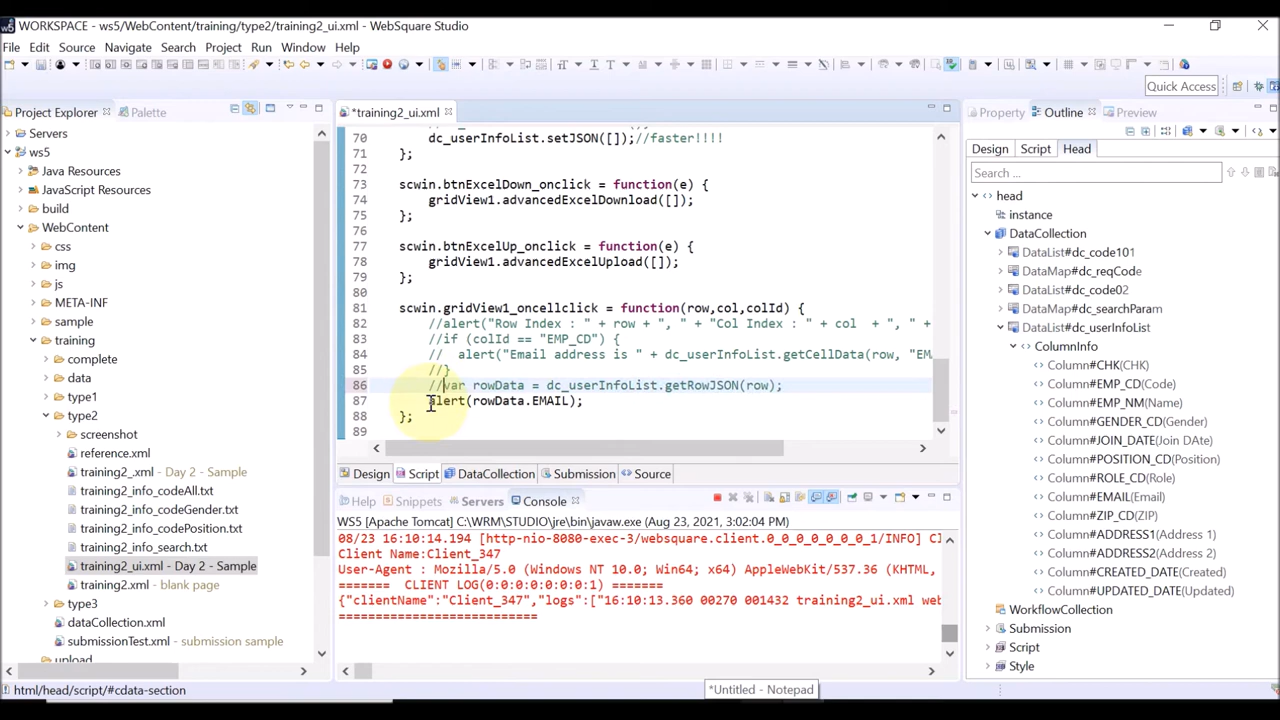 WORKSPACE - ws5/WebContent/training/type2/training2_ui.xml - WebSquare Studio
File Edit Source Navigate Search Project Run Window Help
Quick Access
Project Explorer Palette
Servers
ws5
Java Resources
JavaScript Resources
build
WebContent
css
img
js
META-INF
sample
training
complete
data
type1
type2
screenshot
reference.xml
training2_.xml - Day 2 - Sample
training2_info_codeAll.txt
training2_info_codeGender.txt
training2_info_codePosition.txt
training2_info_search.txt
training2_ui.xml - Day 2 - Sample
training2.xml - blank page
type3
dataCollection.xml
submissionTest.xml - submission sample
upload
*training2_ui.xml
70 dc_userInfoList.setJSON([]);//faster!!!!
71 };
72
73 scwin.btnExcelDown_onclick = function(e) {
74 gridView1.advancedExcelDownload([]);
75 };
76
77 scwin.btnExcelUp_onclick = function(e) {
78 gridView1.advancedExcelUpload([]);
79 };
80
81 scwin.gridView1_oncellclick = function(row,col,colId) {
82 //alert("Row Index : " + row + ", " + "Col Index : " + col + ", " +
83 //if (colId == "EMP_CD") {
84 // alert("Email address is " + dc_userInfoList.getCellData(row, "EM
85 //}
86 //var rowData = dc_userInfoList.getRowJSON(row);
87 alert(rowData.EMAIL);
88 };
89
Design Script DataCollection Submission Source
Help Snippets Servers Console
WS5 [Apache Tomcat] C:\WRM\STUDIO\jre\bin\javaw.exe (Aug 23, 2021, 3:02:04 PM)
08/23 16:10:14.194 [http-nio-8080-exec-3/websquare.client.0_0_0_0_0_0_0_1/INFO] Cl
Client Name:Client_347
User-Agent : Mozilla/5.0 (Windows NT 10.0; Win64; x64) AppleWebKit/537.36 (KHTML,
======= CLIENT LOG(0:0:0:0:0:0:0:1) =======
{"clientName":"Client_347","logs":["16:10:13.360 00270 001432 training2_ui.xml web
==========================
Property Outline Preview
Design Script Head
Search ...
head
instance
DataCollection
DataList#dc_code101
DataMap#dc_reqCode
DataList#dc_code02
DataMap#dc_searchParam
DataList#dc_userInfoList
ColumnInfo
Column#CHK(CHK)
Column#EMP_CD(Code)
Column#EMP_NM(Name)
Column#GENDER_CD(Gender)
Column#JOIN_DATE(Date)
Column#POSITION_CD(Position)
Column#ROLE_CD(Role)
Column#EMAIL(Email)
Column#ZIP_CD(ZIP)
Column#ADDRESS1(Address 1)
Column#ADDRESS2(Address 2)
Column#CREATED_DATE(Created)
Column#UPDATED_DATE(Updated)
WorkflowCollection
Submission
Script
Style
html/head/script/#cdata-section
*Untitled - Notepad